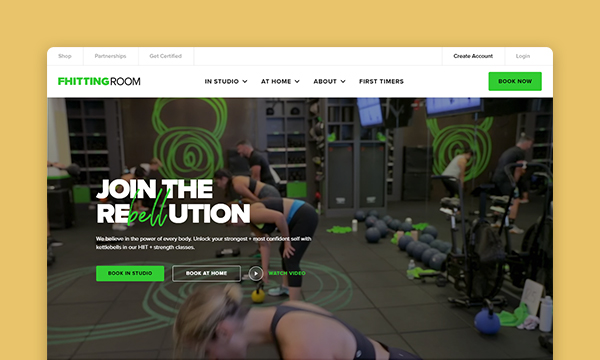 Shop Partnerships Get Certified Create Account Login
FHITTINGROOM IN STUDIO AT HOME ABOUT FIRST TIMERS BOOK NOW
JOIN THE
REbellUTION
We believe in the power of every body. Unlock your strongest + most confident self with
kettlebells in our HIIT + strength classes.
BOOK IN STUDIO BOOK AT HOME WATCH VIDEO